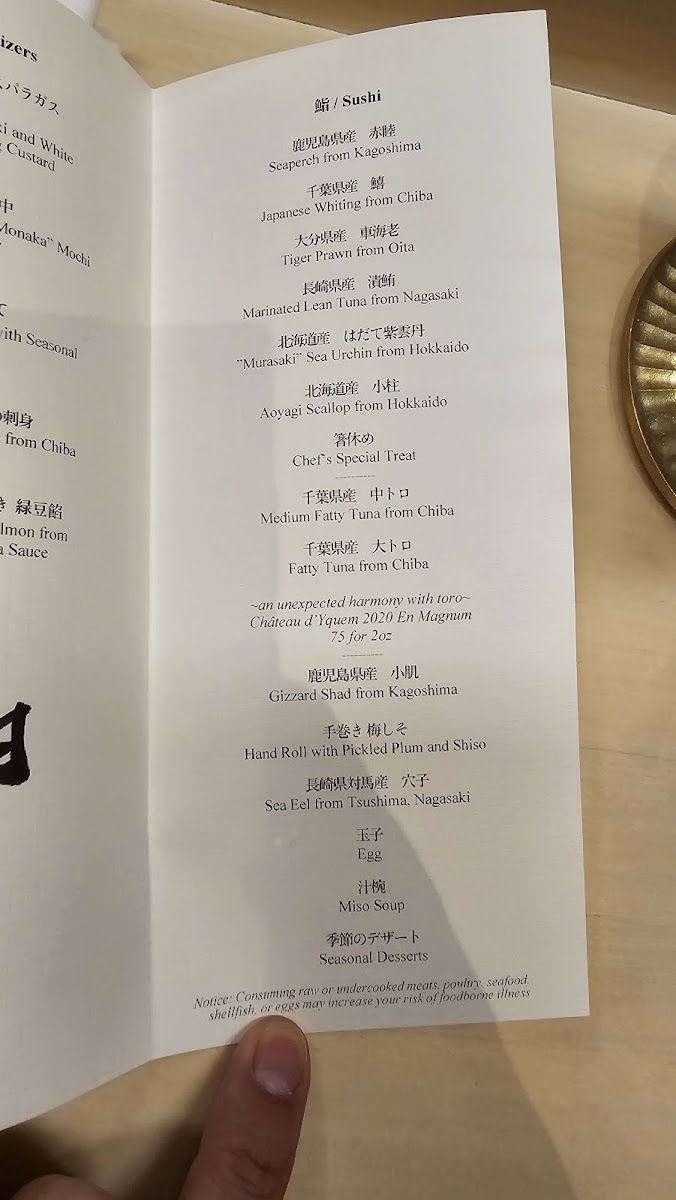 izers
スパラガス
ki and White
g Custard
中
Monaka” Mochi
て
with Seasonal
の刺身
from Chiba
き 緑豆餡
lmon from
a Sauce
鮨 / Sushi
鹿児島県産 赤睦
Seaperch from Kagoshima
千葉県産 鱚
Japanese Whiting from Chiba
大分県産 車海老
Tiger Prawn from Oita
長崎県産 漬鮪
Marinated Lean Tuna from Nagasaki
北海道産 はだて紫雲丹
”Murasaki” Sea Urchin from Hokkaido
北海道産 小柱
Aoyagi Scallop from Hokkaido
箸休め
Chef’s Special Treat
-----------
千葉県産 中トロ
Medium Fatty Tuna from Chiba
千葉県産 大トロ
Fatty Tuna from Chiba
~an unexpected harmony with toro~
Château d’Yquem 2020 En Magnum
75 for 2oz
-----------
鹿児島県産 小肌
Gizzard Shad from Kagoshima
手巻き 梅しそ
Hand Roll with Pickled Plum and Shiso
長崎県対馬産 穴子
Sea Eel from Tsushima, Nagasaki
玉子
Egg
汁椀
Miso Soup
季節のデザート
Seasonal Desserts
Notice: Consuming raw or undercooked meats, poultry, seafood,
shellfish, or eggs may increase your risk of foodborne illness